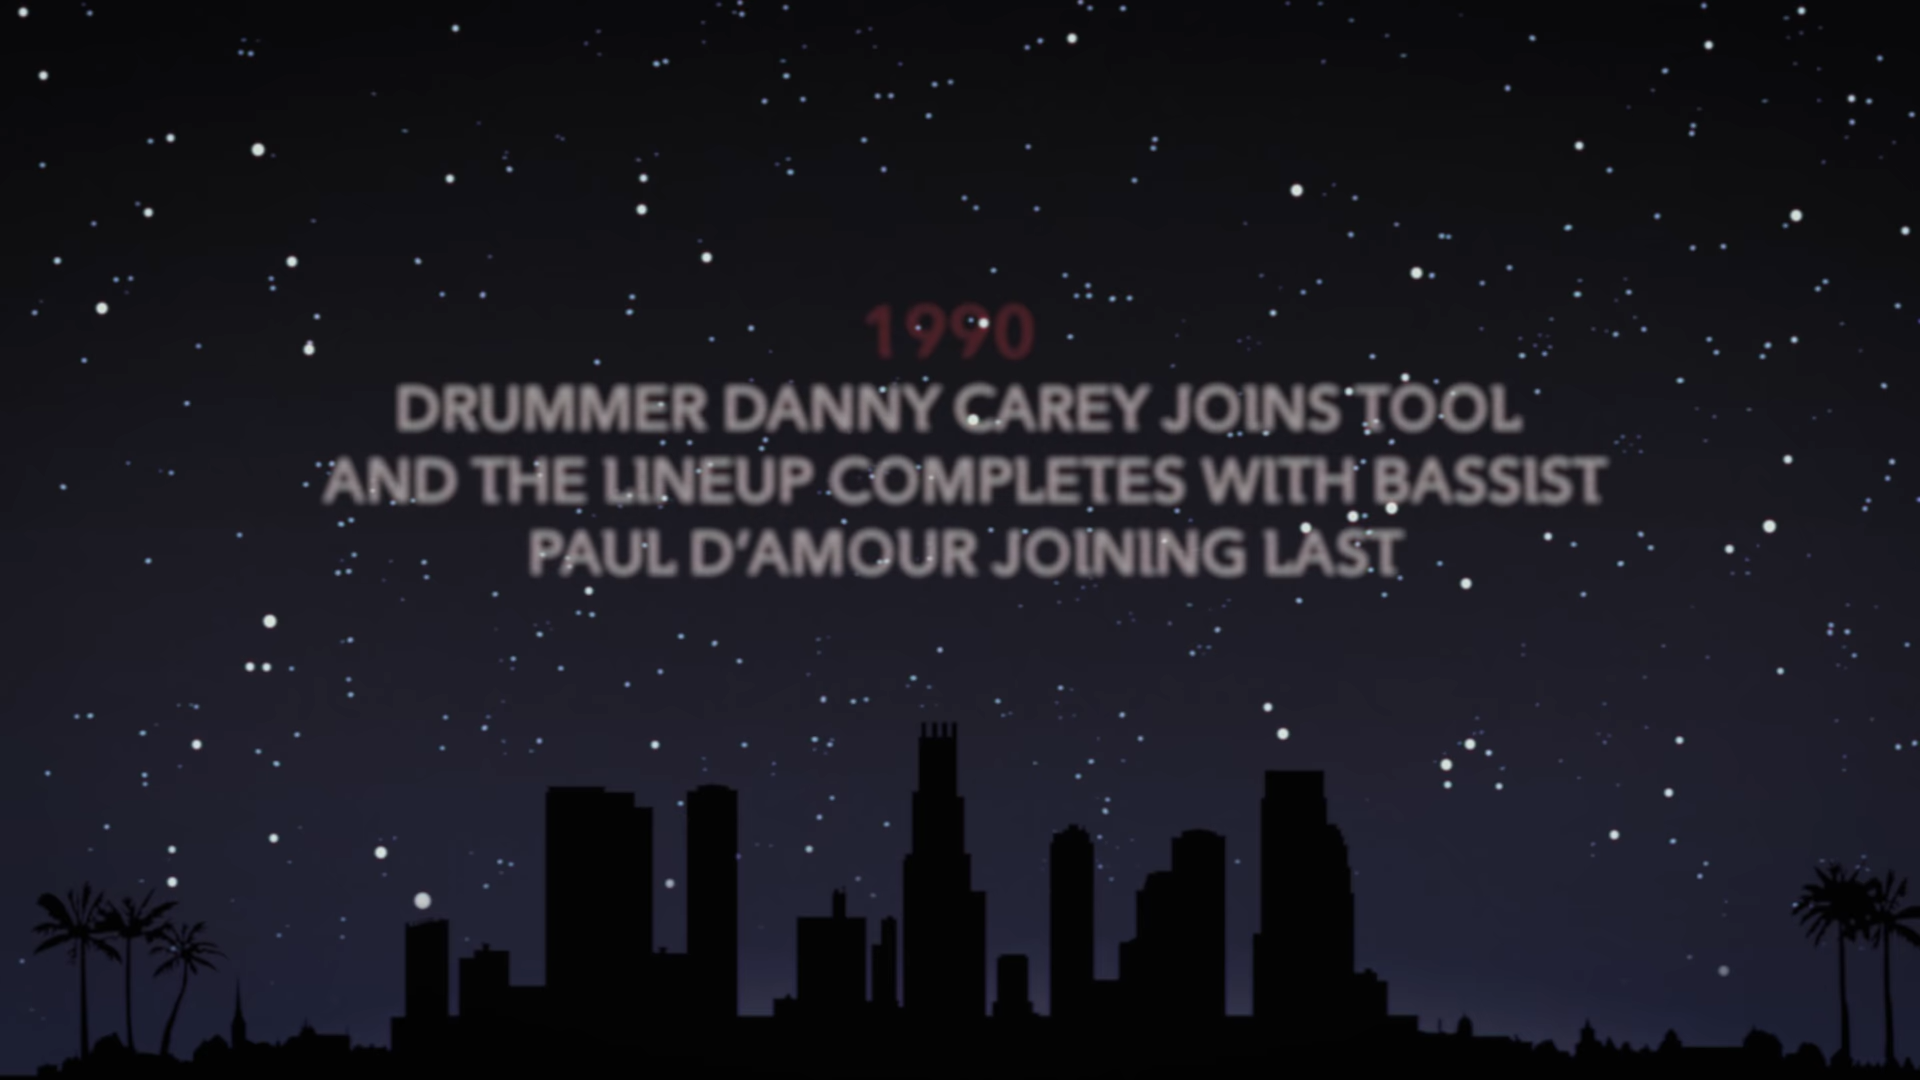 1990
DRUMMER DANNY CAREY JOINS TOOL
AND THE LINEUP COMPLETES WITH BASSIST
PAUL D’AMOUR JOINING LAST